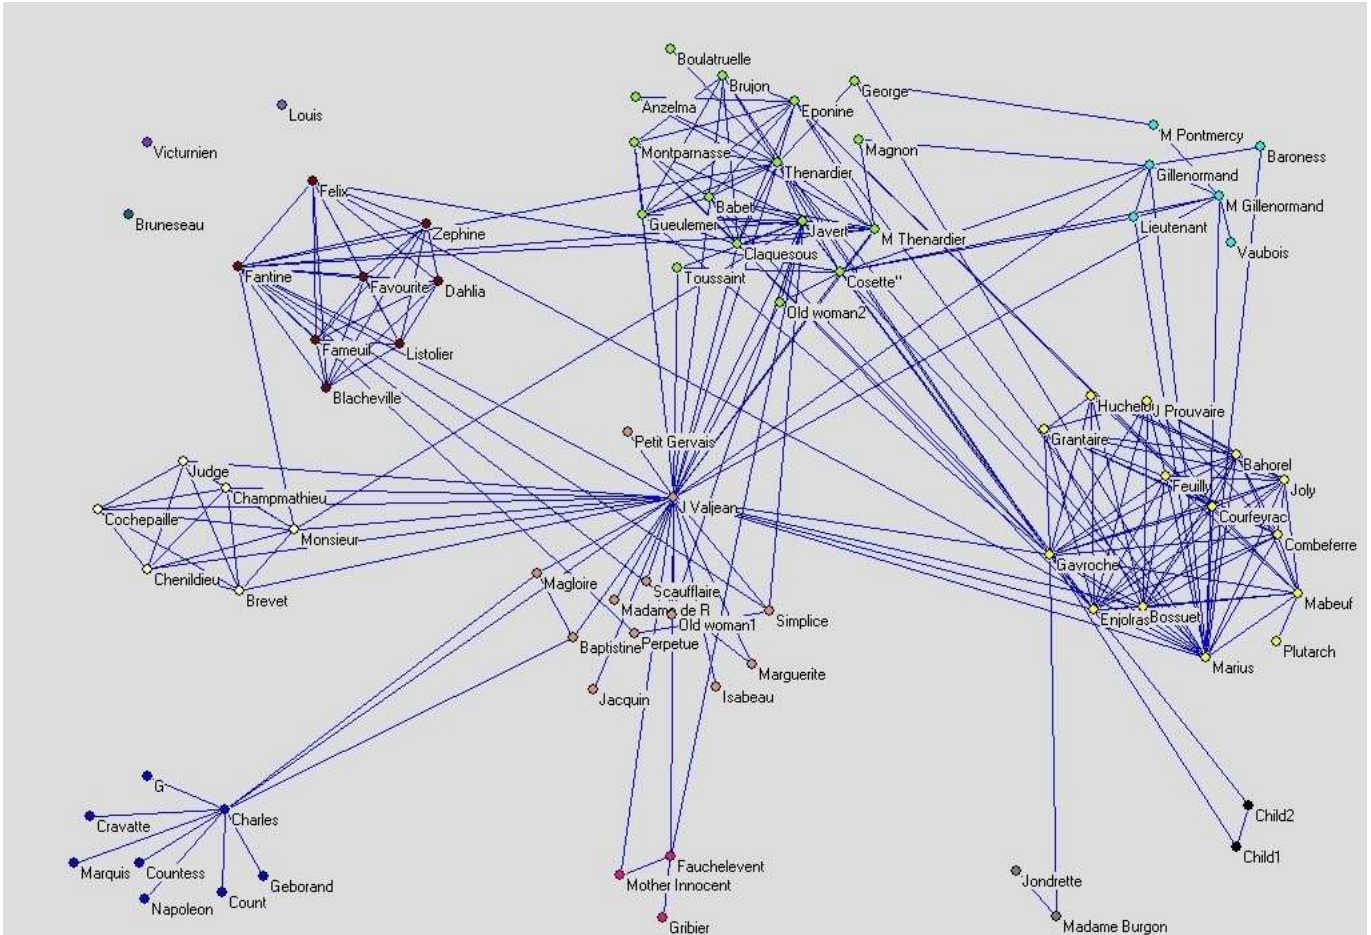 Boulatruelle
Brujon
George
Anzelma
Eponine
Louis
M Pontmercy
Victurnien
Montparnasse
Magnon
Baroness
Thenardier
Gillenormand
Felix
Babet
M Gillenormand
Bruneseau
Zephine
Gueulemer
Javert
M Thenardier
Lieutenant
Claquesous
Vaubois
Fantine
Favourite
Dahlia
Toussaint
Cosette"
Old woman2
Fameuil
Listolier
Blacheville
Huchelou
J Prouvaire
Petit Gervais
Grantaire
Judge
Bahorel
Champmathieu
Feuilly
Joly
Cochepaille
J Valjean
Courfeyrac
Monsieur
Combeferre
Gavroche
Chenildieu
Magloire
Scaufflaire
Brevet
Madame de R
Mabeuf
Old woman1
Simplice
Enjolras
Bossuet
Baptistine
Perpetue
Plutarch
Marguerite
Marius
Jacquin
Isabeau
G
Child2
Cravatte
Charles
Child1
Marquis
Countess
Fauchelevent
Geborand
Mother Innocent
Jondrette
Napoleon
Count
Gribier
Madame Burgon